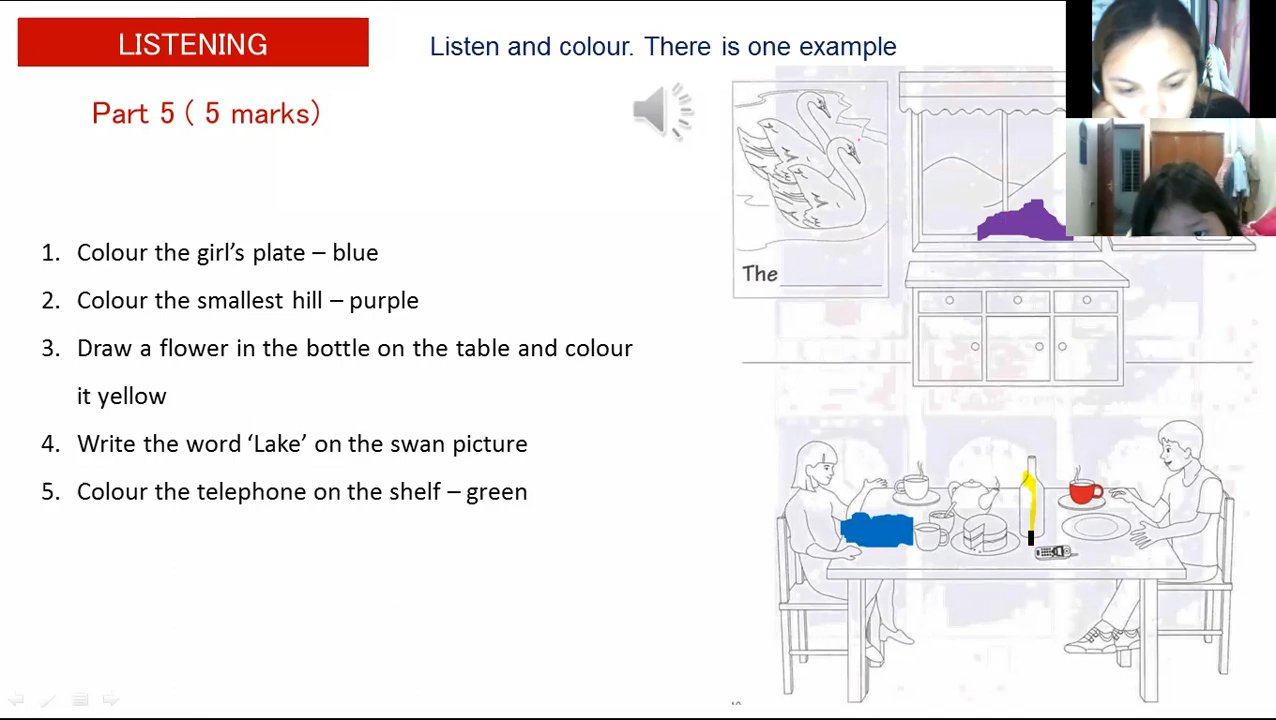 LISTENING
Listen and colour. There is one example
Part 5 ( 5 marks)
1. Colour the girl’s plate – blue
2. Colour the smallest hill – purple
3. Draw a flower in the bottle on the table and colour
it yellow
4. Write the word ‘Lake’ on the swan picture
5. Colour the telephone on the shelf – green
The